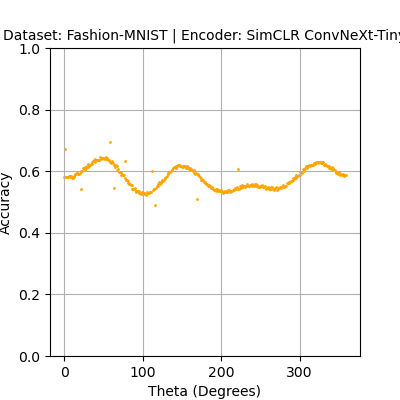 Dataset: Fashion-MNIST | Encoder: SimCLR ConvNeXt-Tiny
1.0
0.8
0.6
0.4
0.2
0.0
Accuracy
0 100 200 300
Theta (Degrees)